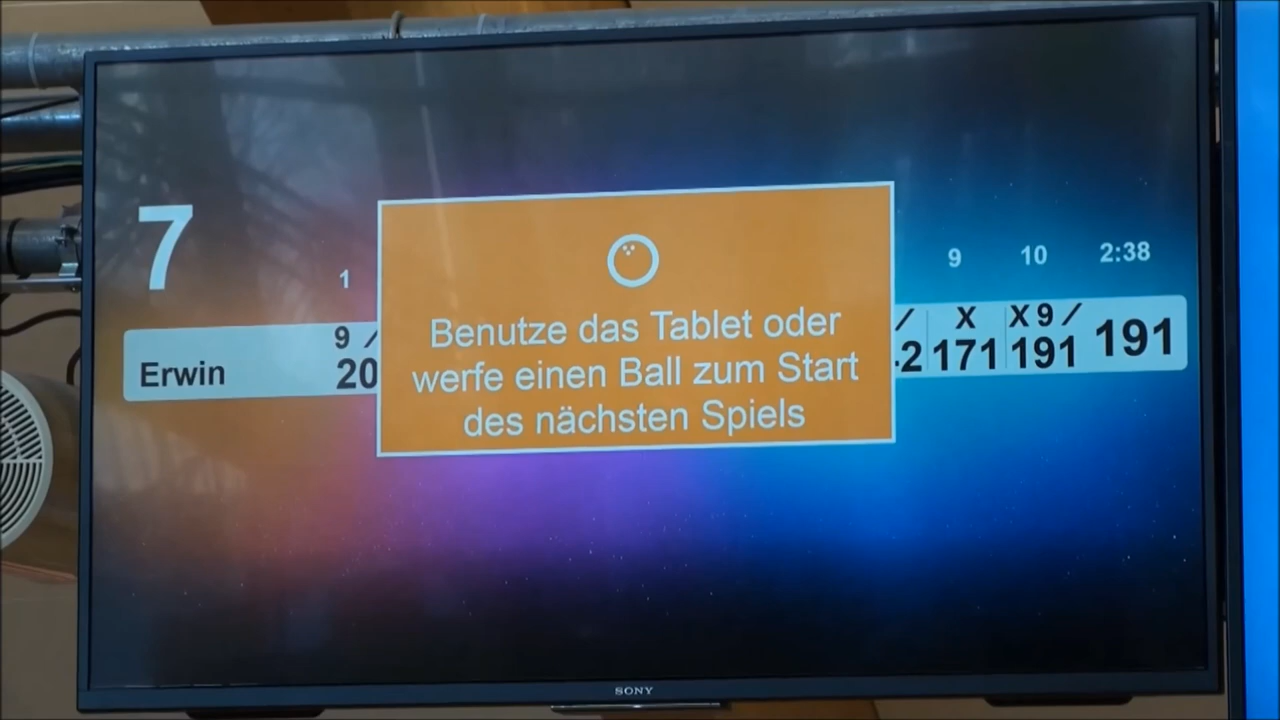 7
1
9
10
2:38
9 /
/
X
X 9 /
Erwin
20
2
171
191
191
Benutze das Tablet oder
werfe einen Ball zum Start
des nächsten Spiels
SONY